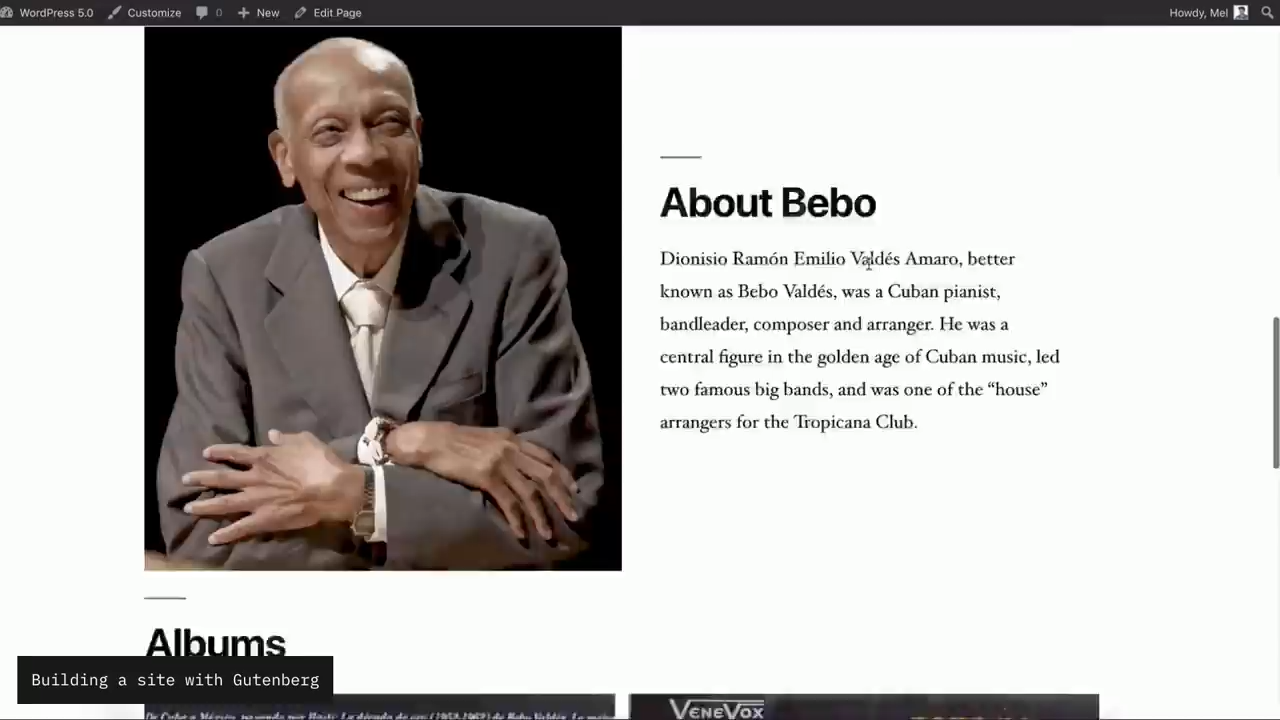 WordPress 5.0 Customize 0 New Edit Page Howdy, Mel
About Bebo
Dionisio Ramón Emilio Valdés Amaro, better
known as Bebo Valdés, was a Cuban pianist,
bandleader, composer and arranger. He was a
central figure in the golden age of Cuban music, led
two famous big bands, and was one of the “house”
arrangers for the Tropicana Club.
Albums
Building a site with Gutenberg
VENEVOX